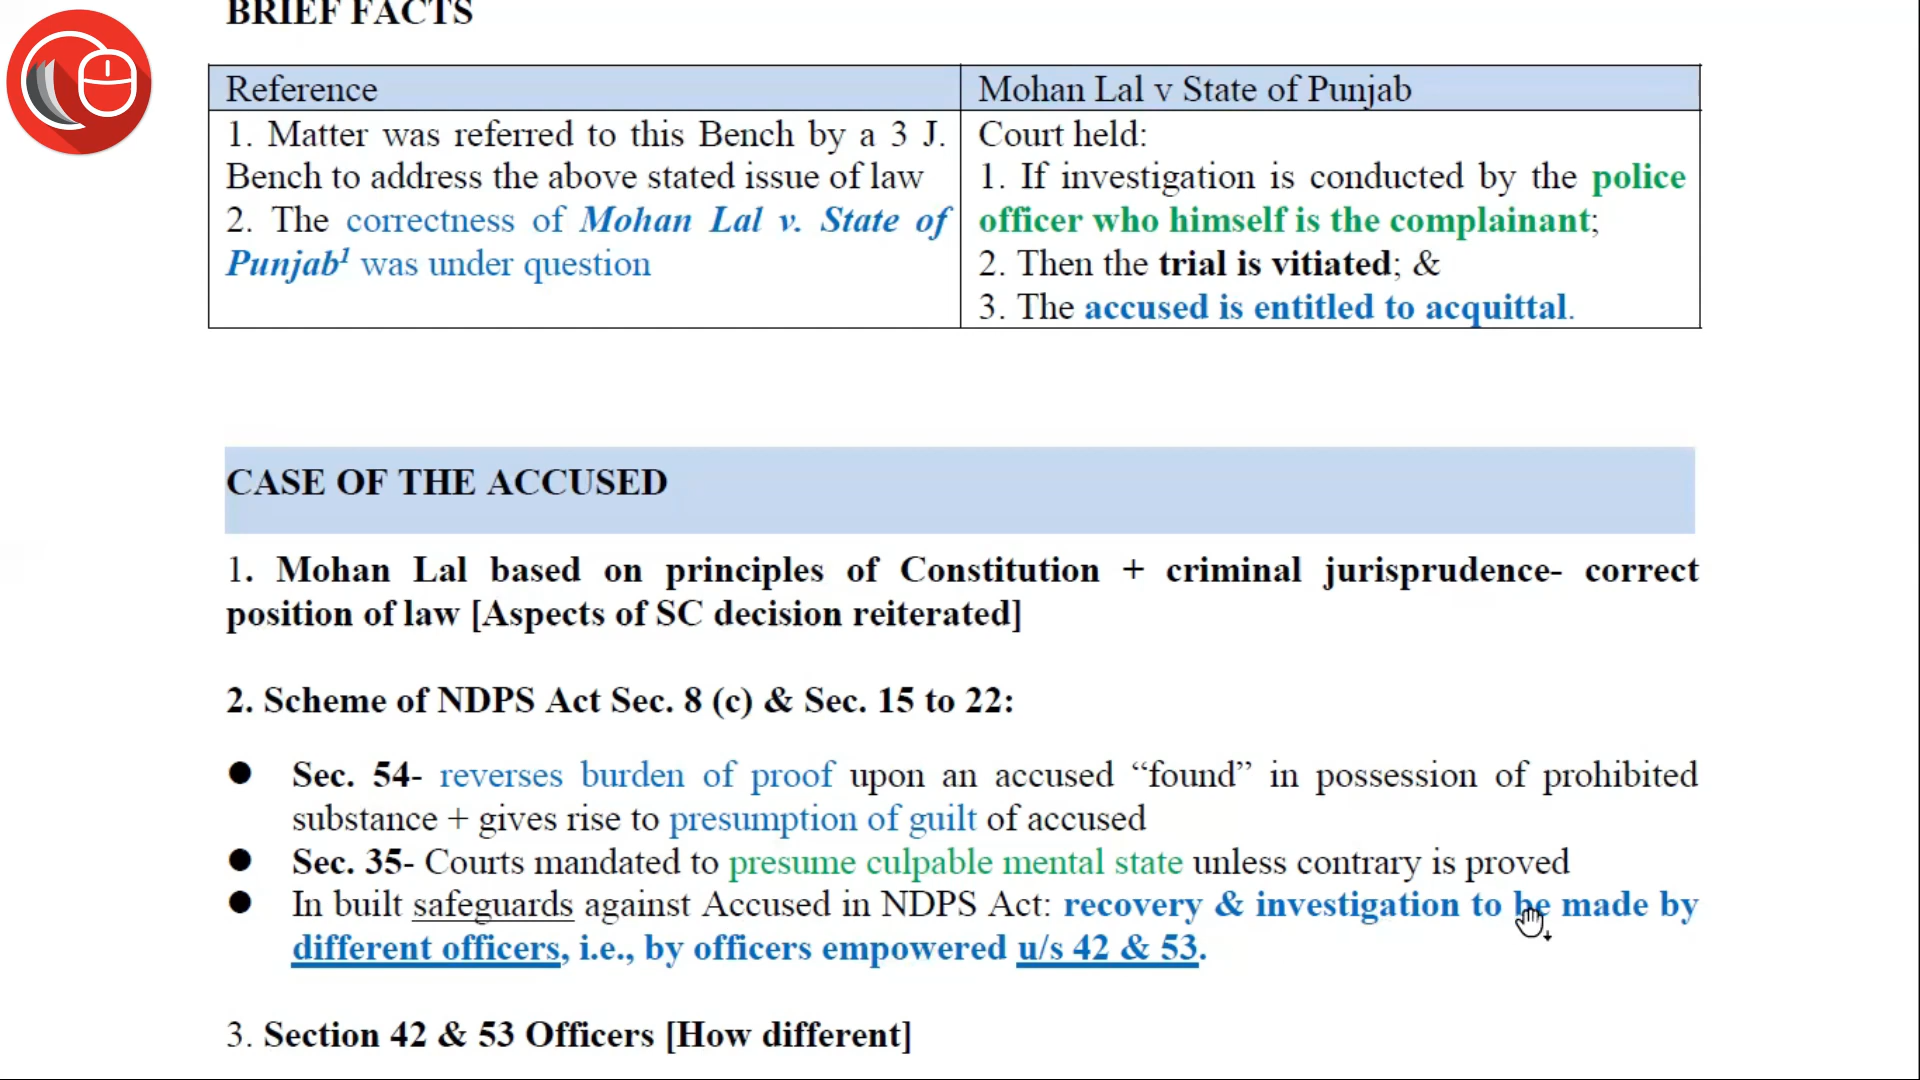 BRIEF FACTS
Reference
1. Matter was referred to this Bench by a 3 J.
Bench to address the above stated issue of law
2. The correctness of Mohan Lal v. State of
Punjab¹ was under question
Mohan Lal v State of Punjab
Court held:
1. If investigation is conducted by the police
officer who himself is the complainant;
2. Then the trial is vitiated; &
3. The accused is entitled to acquittal.
CASE OF THE ACCUSED
1. Mohan Lal based on principles of Constitution + criminal jurisprudence- correct
position of law [Aspects of SC decision reiterated]
2. Scheme of NDPS Act Sec. 8 (c) & Sec. 15 to 22:
● Sec. 54- reverses burden of proof upon an accused “found” in possession of prohibited
substance + gives rise to presumption of guilt of accused
● Sec. 35- Courts mandated to presume culpable mental state unless contrary is proved
● In built safeguards against Accused in NDPS Act: recovery & investigation to be made by
different officers, i.e., by officers empowered u/s 42 & 53.
3. Section 42 & 53 Officers [How different]